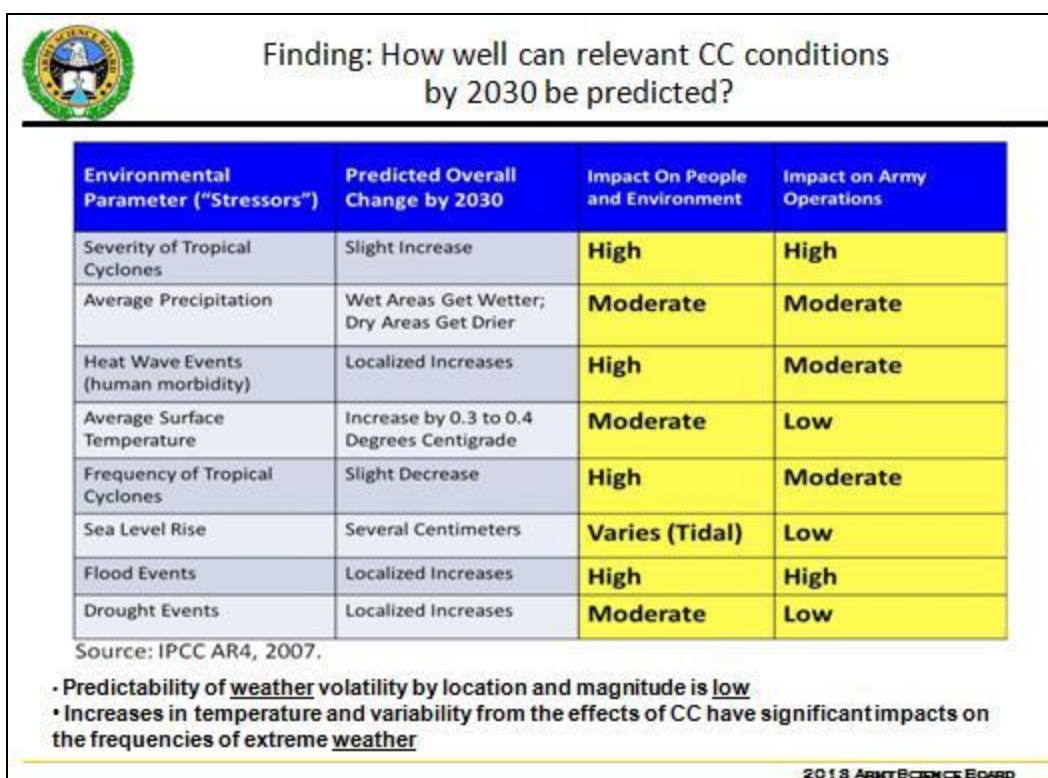 ARMY SCIENCE BOARD
Finding: How well can relevant CC conditions
by 2030 be predicted?
Environmental
Parameter ("Stressors")
Predicted Overall
Change by 2030
Impact On People
and Environment
Impact on Army
Operations
Severity of Tropical
Cyclones
Slight Increase
High
High
Average Precipitation
Wet Areas Get Wetter;
Dry Areas Get Drier
Moderate
Moderate
Heat Wave Events
(human morbidity)
Localized Increases
High
Moderate
Average Surface
Temperature
Increase by 0.3 to 0.4
Degrees Centigrade
Moderate
Low
Frequency of Tropical
Cyclones
Slight Decrease
High
Moderate
Sea Level Rise
Several Centimeters
Varies (Tidal)
Low
Flood Events
Localized Increases
High
High
Drought Events
Localized Increases
Moderate
Low
Source: IPCC AR4, 2007.
· Predictability of weather volatility by location and magnitude is low
• Increases in temperature and variability from the effects of CC have significant impacts on
the frequencies of extreme weather
2013 ARMY SCIENCE BOARD